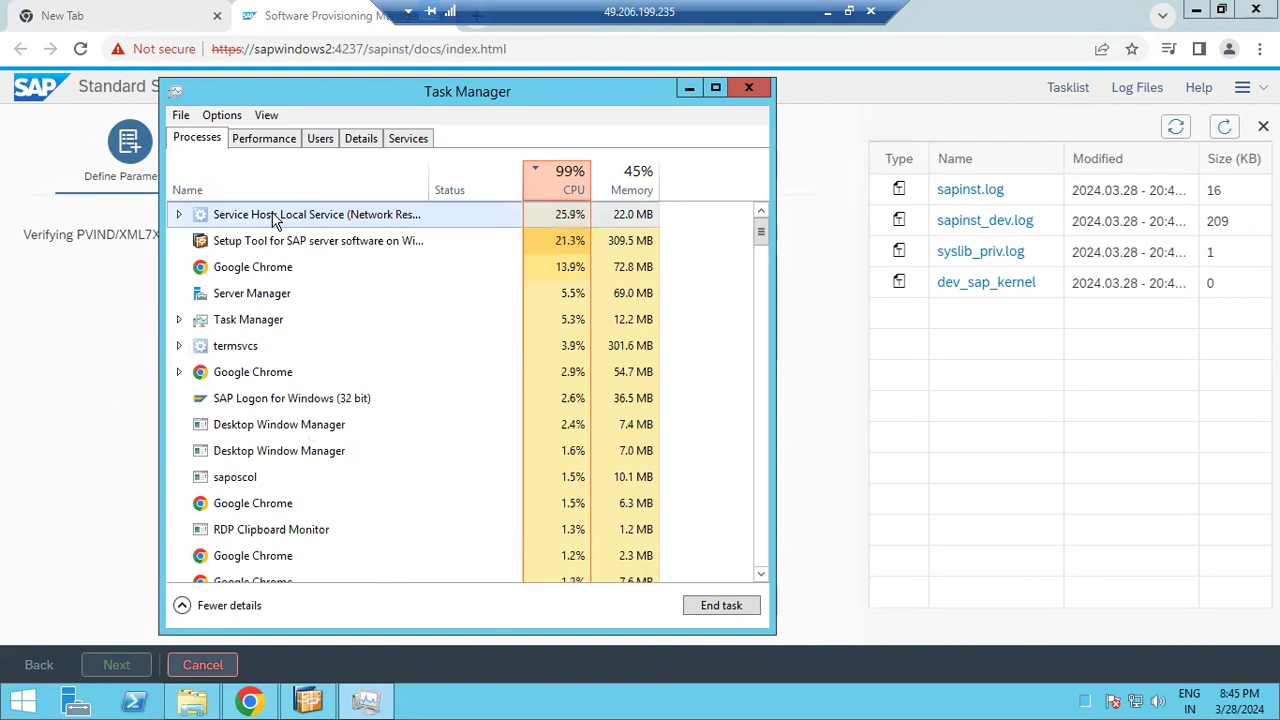 New Tab
Software Provisioning Manager
49.206.199.235
Not secure
https://sapwindows2:4237/sapinst/docs/index.html
SAP
Standard S
Tasklist
Log Files
Help
Define Parame
Verifying PVIND/XML7X
Task Manager
File
Options
View
Processes
Performance
Users
Details
Services
Name
Status
99%
CPU
45%
Memory
Service Host: Local Service (Network Res...
25.9%
22.0 MB
Setup Tool for SAP server software on Wi...
21.3%
309.5 MB
Google Chrome
13.9%
72.8 MB
Server Manager
5.5%
69.0 MB
Task Manager
5.3%
12.2 MB
termsvcs
3.9%
301.6 MB
Google Chrome
2.9%
54.7 MB
SAP Logon for Windows (32 bit)
2.6%
36.5 MB
Desktop Window Manager
2.4%
7.4 MB
Desktop Window Manager
1.6%
7.0 MB
saposcol
1.5%
10.1 MB
Google Chrome
1.5%
6.3 MB
RDP Clipboard Monitor
1.3%
1.2 MB
Google Chrome
1.2%
2.3 MB
Google Chrome
7.6 MB
Fewer details
End task
Type
Name
Modified
Size (KB)
sapinst.log
2024.03.28 - 20:4...
16
sapinst_dev.log
2024.03.28 - 20:4...
209
syslib_priv.log
2024.03.28 - 20:4...
1
dev_sap_kernel
2024.03.28 - 20:4...
0
Back
Next
Cancel
ENG
IN
8:45 PM
3/28/2024